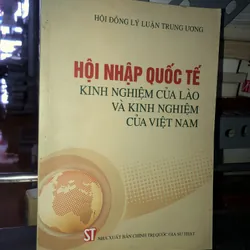 HỘI ĐỒNG LÝ LUẬN TRUNG ƯƠNG
HỘI NHẬP QUỐC TẾ
KINH NGHIỆM CỦA LÀO
VÀ KINH NGHIỆM
CỦA VIỆT NAM
ST NHÀ XUẤT BẢN CHÍNH TRỊ QUỐC GIA SỰ THẬT